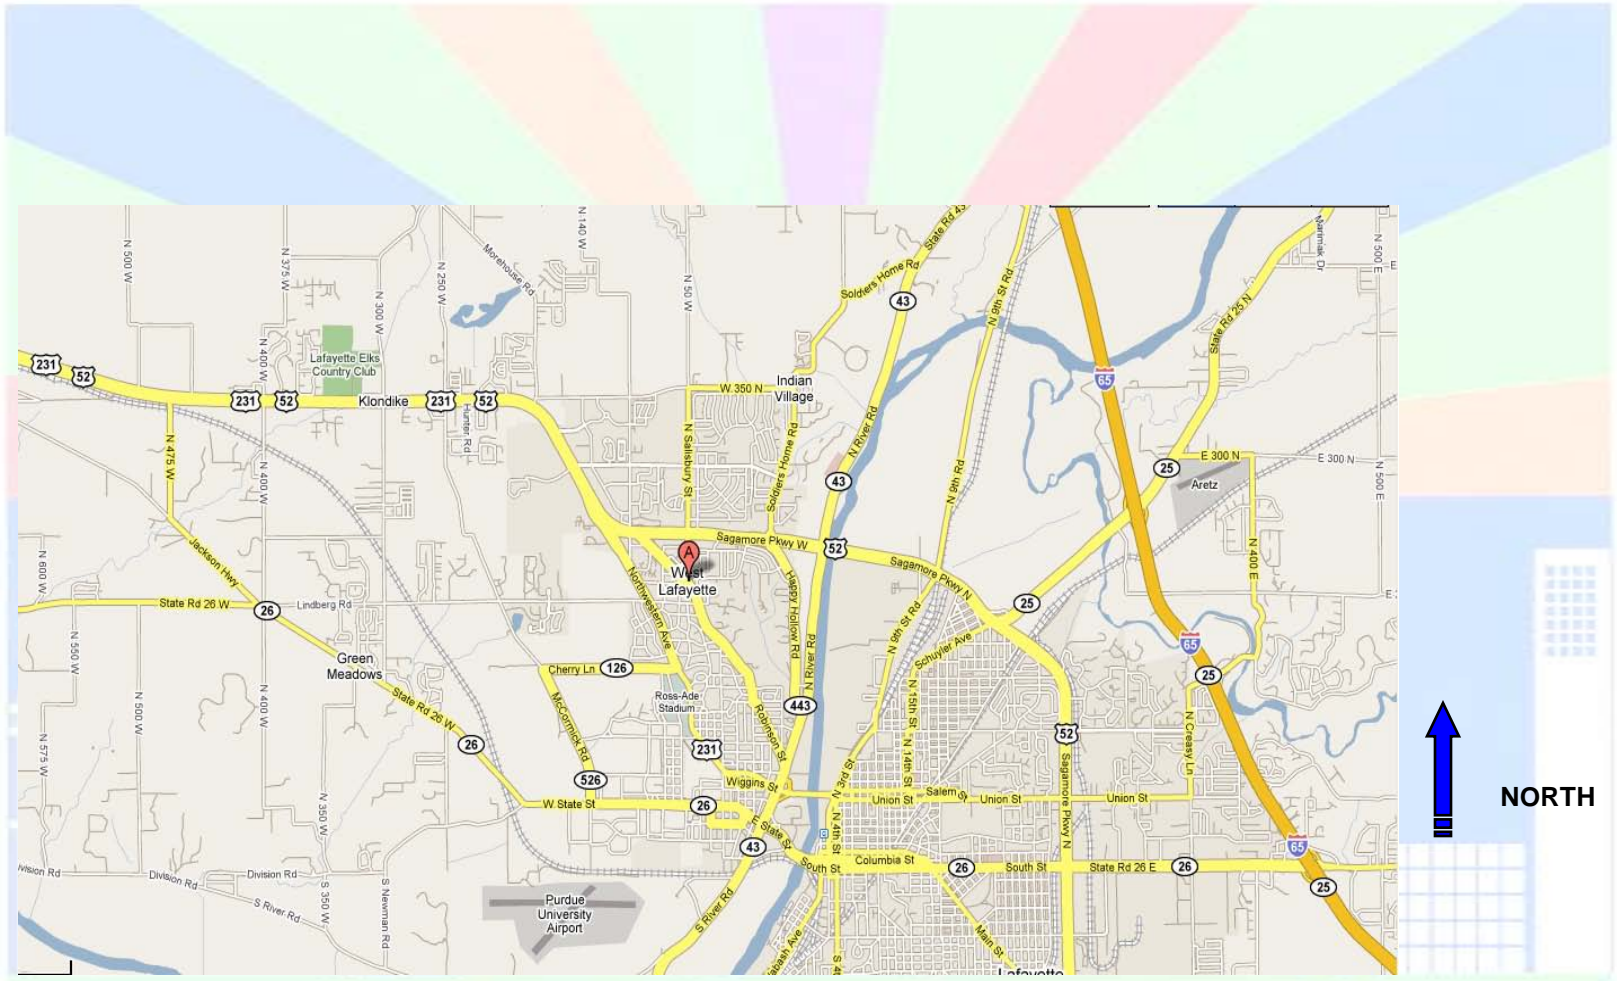 N 500 W
N 375 W
N 250 W
Morehouse Rd
N 140 W
N 50 W
Soldiers Home Rd
State Rd 43
43
N 9th St Rd
State Rd 25 N
Marimak Dr
N 500 E
E
231
52
N 400 W
Lafayette Elks
Country Club
N 300 W
231
52
Klondike
231
52
Hunter Rd
W 350 N
Indian
Village
65
N 475 W
N 400 W
N Salisbury St
Soldiers Home Rd
N River Rd
43
N 9th Rd
25
E 300 N
E 300 N
Aretz
N 500 E
Jackson Hwy
N 600 W
Sagamore Pkwy W
52
Sagamore Pkwy N
N 400 E
A
West
Lafayette
Northwestern Ave
Happy Hollow Rd
N River Rd
N 9th St Rd
25
E
State Rd 26 W
26
Lindberg Rd
Schuyler Ave
65
N 550 W
Green
Meadows
Cherry Ln
126
25
State Rd 26 W
N 500 W
N 400 W
McCormick Rd
Ross-Ade
Stadium
Robinson St
443
N 15th St
N Creasy Ln
N 575 W
26
231
N 14th St
52
NORTH
526
Wiggins St
N 3rd St
Salem St
Union St
Union St
Union St
Sagamore Pkwy N
W State St
26
N 350 W
E State St
N 4th St
43
65
South St
Columbia St
26
South St
State Rd 26 E
26
25
vision Rd
Division Rd
Division Rd
S River Rd
S 350 W
S Newman Rd
Purdue
University
Airport
S River Rd
abash Ave
S 4t
Main St
Lafayette